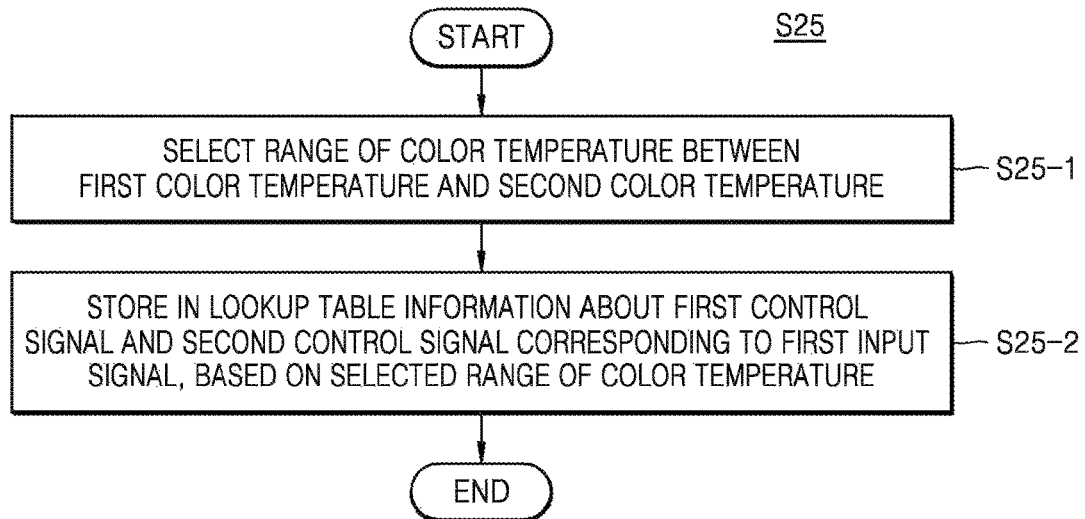 S25
START
SELECT RANGE OF COLOR TEMPERATURE BETWEEN
FIRST COLOR TEMPERATURE AND SECOND COLOR TEMPERATURE
S25-1
STORE IN LOOKUP TABLE INFORMATION ABOUT FIRST CONTROL
SIGNAL AND SECOND CONTROL SIGNAL CORRESPONDING TO FIRST INPUT
SIGNAL, BASED ON SELECTED RANGE OF COLOR TEMPERATURE
S25-2
END